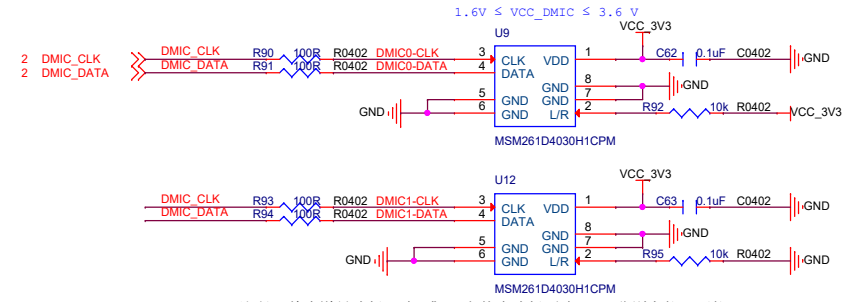 1.6V ≤ VCC_DMIC ≤ 3.6 V
VCC_3V3
U9
2 DMIC_CLK DMIC_CLK R90 100R R0402 DMIC0-CLK 3 CLK VDD 1 C62 0.1uF C0402 GND
2 DMIC_DATA DMIC_DATA R91 100R R0402 DMIC0-DATA 4 DATA
GND 8 GND
5 GND GND 7
GND 6 GND L/R 2 R92 10k R0402 VCC_3V3
MSM261D4030H1CPM
VCC_3V3
U12
DMIC_CLK R93 100R R0402 DMIC1-CLK 3 CLK VDD 1 C63 0.1uF C0402 GND
DMIC_DATA R94 100R R0402 DMIC1-DATA 4 DATA
GND 8 GND
5 GND GND 7
GND 6 GND L/R 2 R95 10k R0402 GND
MSM261D4030H1CPM